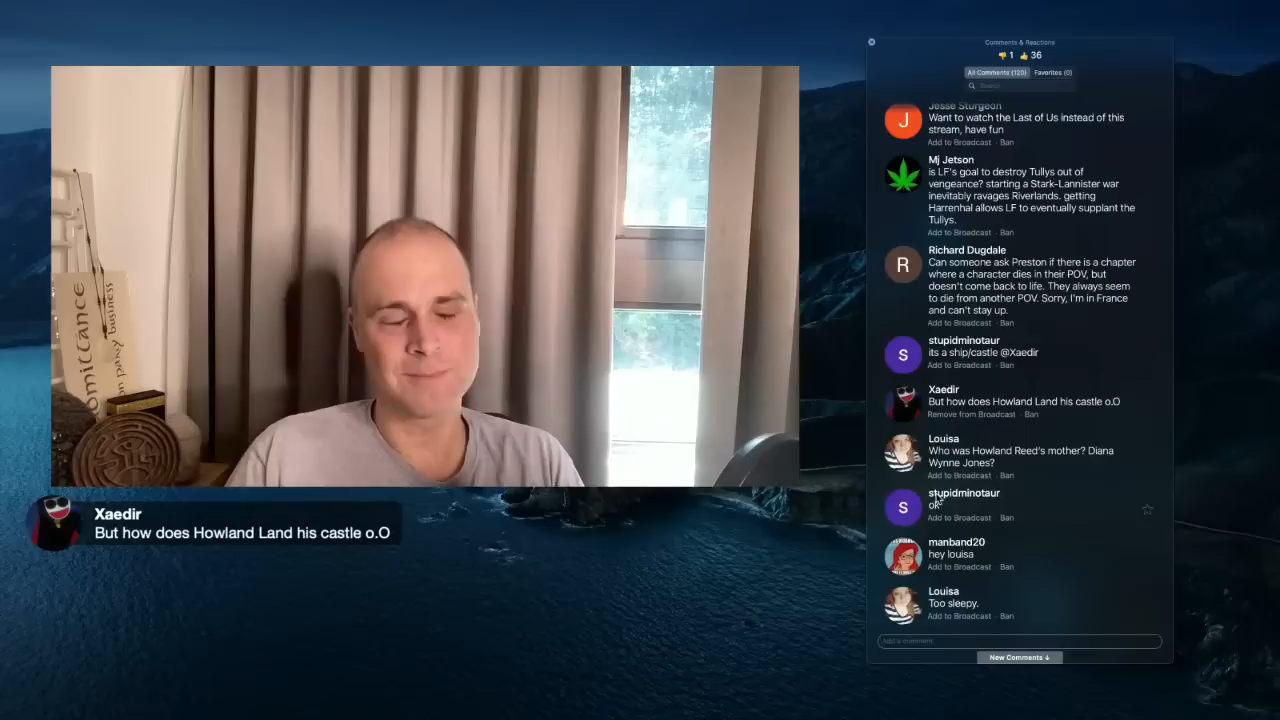 Comments & Reactions
👎 1 👍 36
All Comments (120) Favorites (0)
Search
Jesse Sturgeon
J
Want to watch the Last of Us instead of this
stream, have fun
Add to Broadcast · Ban
Mj Jetson
is LF's goal to destroy Tullys out of
vengeance? starting a Stark-Lannister war
inevitably ravages Riverlands. getting
Harrenhal allows LF to eventually supplant the
Tullys.
Add to Broadcast · Ban
Richard Dugdale
R
Can someone ask Preston if there is a chapter
where a character dies in their POV, but
doesn't come back to life. They always seem
to die from another POV. Sorry, I'm in France
and can't stay up.
Add to Broadcast · Ban
stupidminotaur
S
its a ship/castle @Xaedir
Add to Broadcast · Ban
Xaedir
But how does Howland Land his castle o.O
Remove from Broadcast · Ban
Louisa
Who was Howland Reed's mother? Diana
Wynne Jones?
Add to Broadcast · Ban
stupidminotaur
S
ok
Add to Broadcast · Ban
manband20
hey louisa
Add to Broadcast · Ban
Louisa
Too sleepy.
Add to Broadcast · Ban
Add a comment
New Comments ↓
omittance
on pany business
Xaedir
But how does Howland Land his castle o.O